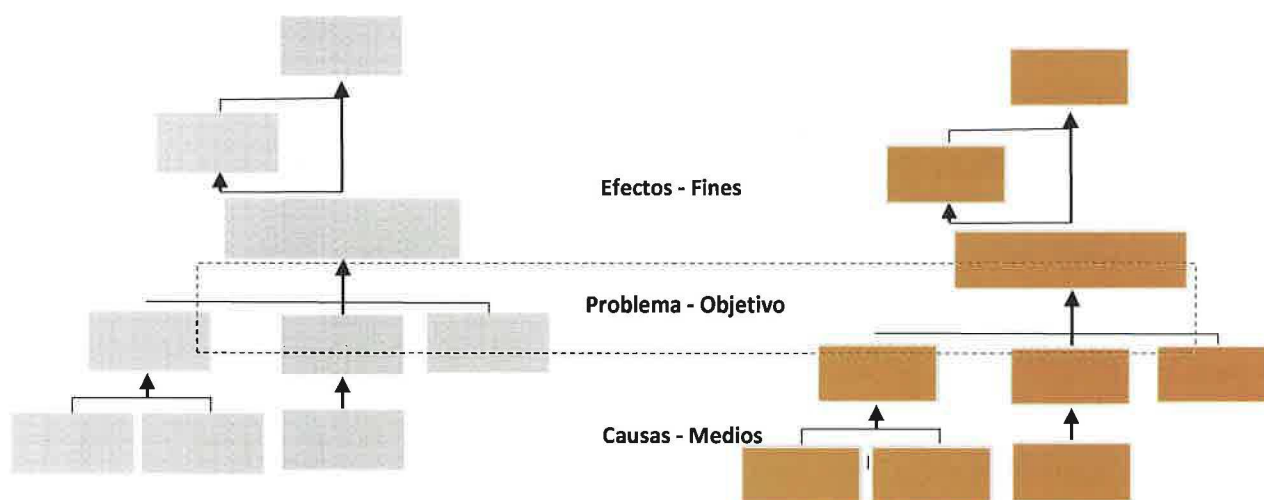 Efectos - Fines
Problema - Objetivo
Causas - Medios